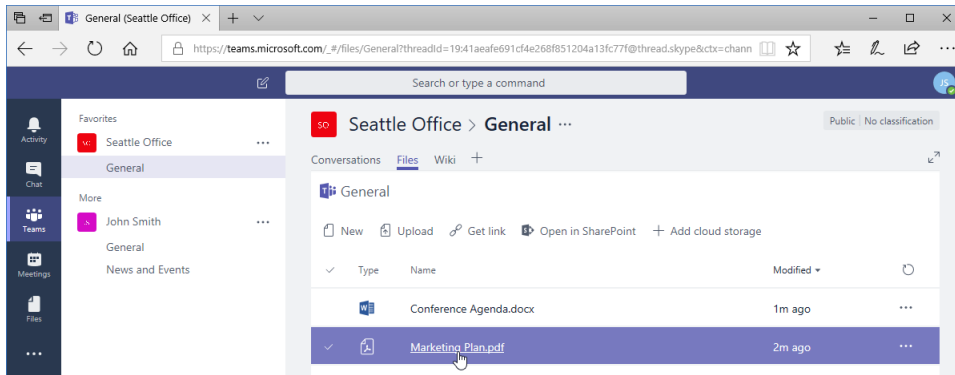 General (Seattle Office)
https://teams.microsoft.com/_#/files/General?threadId=19:41aeafe691cf4e268f851204a13fc77f@thread.skype&ctx=chann
Search or type a command
JS
Activity
Chat
Teams
Meetings
Files
Favorites
SO Seattle Office
General
More
John Smith
General
News and Events
SO Seattle Office > General
Public No classification
Conversations Files Wiki
General
New Upload Get link Open in SharePoint Add cloud storage
Type Name Modified
Conference Agenda.docx 1m ago
Marketing Plan.pdf 2m ago